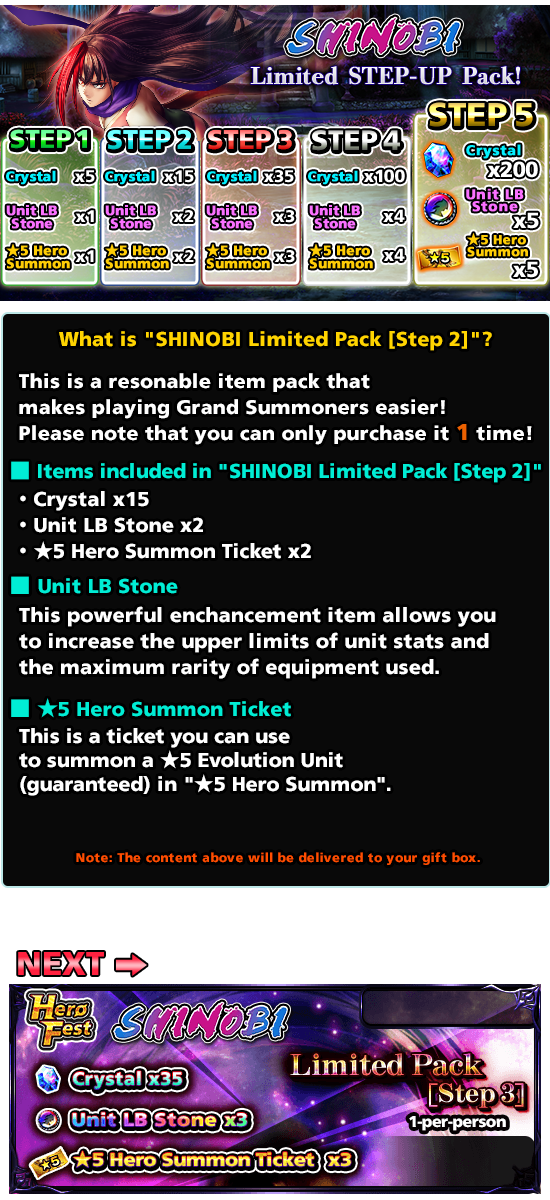 SHINOBI
Limited STEP-UP Pack!
STEP 1
Crystal x5
Unit LB Stone x1
★5 Hero Summon x1
STEP 2
Crystal x15
Unit LB Stone x2
★5 Hero Summon x2
STEP 3
Crystal x35
Unit LB Stone x3
★5 Hero Summon x3
STEP 4
Crystal x100
Unit LB Stone x4
★5 Hero Summon x4
STEP 5
Crystal x200
Unit LB Stone x5
★5
★5 Hero Summon x5
What is "SHINOBI Limited Pack [Step 2]"?
This is a resonable item pack that
makes playing Grand Summoners easier!
Please note that you can only purchase it 1 time!
■ Items included in "SHINOBI Limited Pack [Step 2]"
・Crystal x15
・Unit LB Stone x2
・★5 Hero Summon Ticket x2
■ Unit LB Stone
This powerful enchancement item allows you
to increase the upper limits of unit stats and
the maximum rarity of equipment used.
■ ★5 Hero Summon Ticket
This is a ticket you can use
to summon a ★5 Evolution Unit
(guaranteed) in "★5 Hero Summon".
Note: The content above will be delivered to your gift box.
NEXT ➡
Hero
Fest
SHINOBI
Limited Pack
[Step 3]
1-per-person
Crystal x35
Unit LB Stone x3
★5
★5 Hero Summon Ticket x3